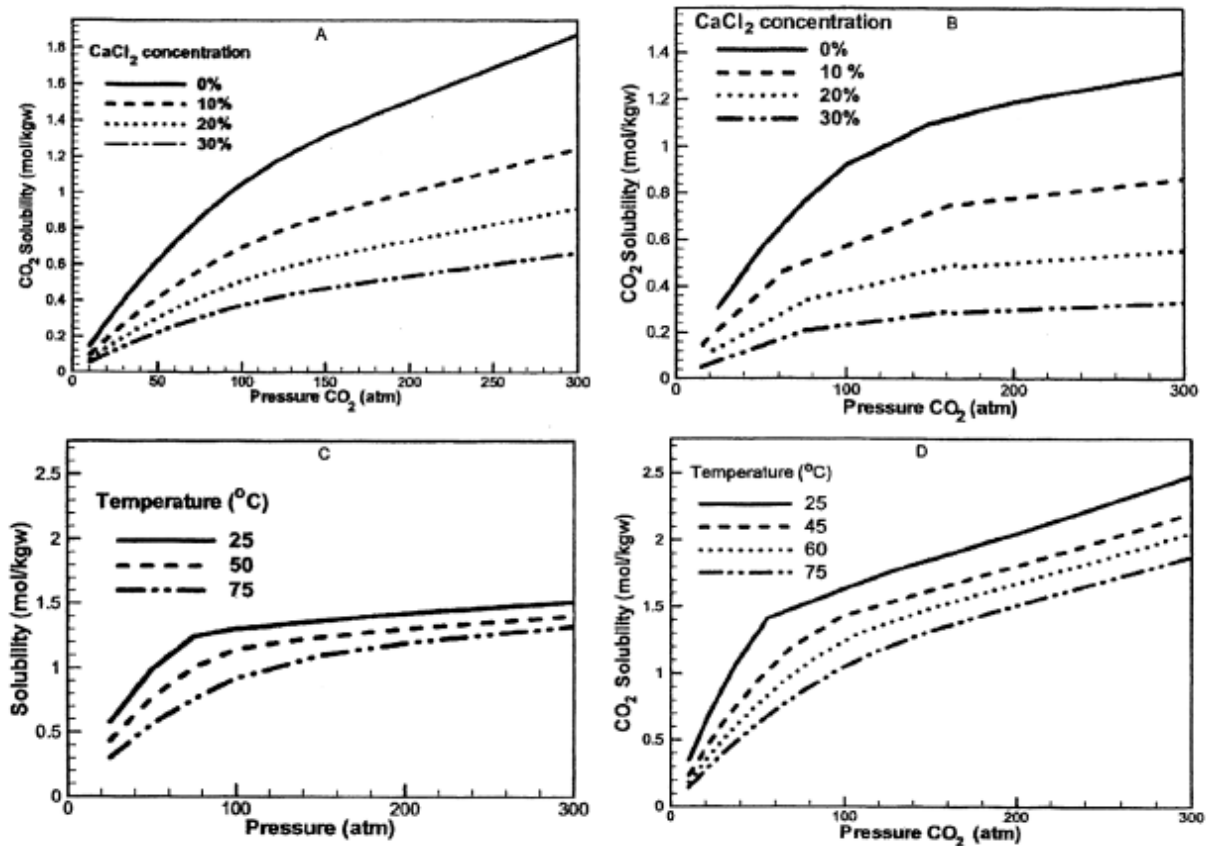 A
CaCl2 concentration
0%
10%
20%
30%
CO2 Solubility (mol/kgw)
1.8
1.6
1.4
1.2
1
0.8
0.6
0.4
0.2
0
0 50 100 150 200 250 300
Pressure CO2 (atm)
B
CaCl2 concentration
0%
10 %
20%
30%
CO2 Solubility (mol/kgw)
1.4
1.2
1
0.8
0.6
0.4
0.2
0
0 100 200 300
Pressure CO2 (atm)
C
Temperature (oC)
25
50
75
Solubility (mol/kgw)
2.5
2
1.5
1
0.5
0
0 100 200 300
Pressure (atm)
D
Temperature (oC)
25
45
60
75
CO2 Solubility (mol/kgw)
2.5
2
1.5
1
0.5
0
0 100 200 300
Pressure CO2 (atm)